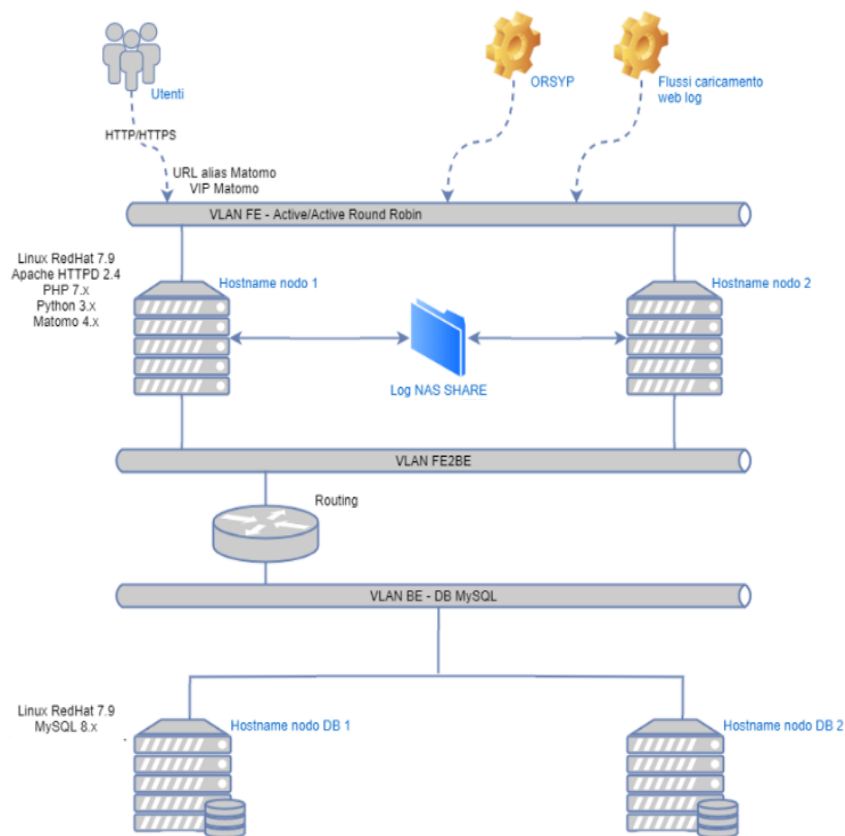 Utenti
ORSYP
Flussi caricamento
web log
HTTP/HTTPS
URL alias Matomo
VIP Matomo
VLAN FE - Active/Active Round Robin
Linux RedHat 7.9
Apache HTTPD 2.4
PHP 7.x
Python 3.x
Matomo 4.x
Hostname nodo 1
Hostname nodo 2
Log NAS SHARE
VLAN FE2BE
Routing
VLAN BE - DB MySQL
Linux RedHat 7.9
MySQL 8.x
.
Hostname nodo DB 1
Hostname nodo DB 2